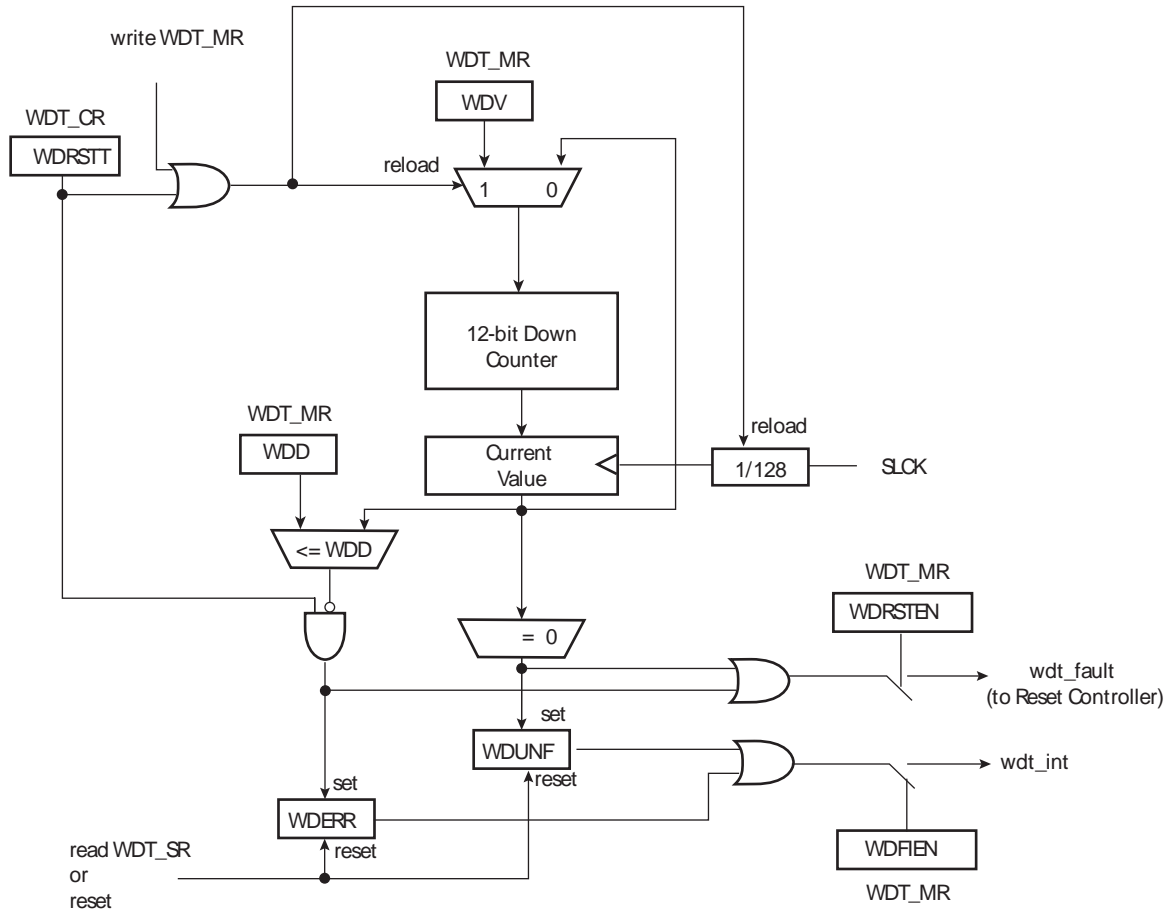 write WDT_MR
WDT_MR
WDV
WDT_CR
WDRSTT
reload
1 0
12-bit Down
Counter
WDT_MR
WDD
Current
Value
reload
1/128
SLCK
<= WDD
WDT_MR
WDRSTEN
= 0
wdt_fault
(to Reset Controller)
set
WDUNF
reset
wdt_int
set
WDERR
reset
read WDT_SR
or
reset
WDFIEN
WDT_MR